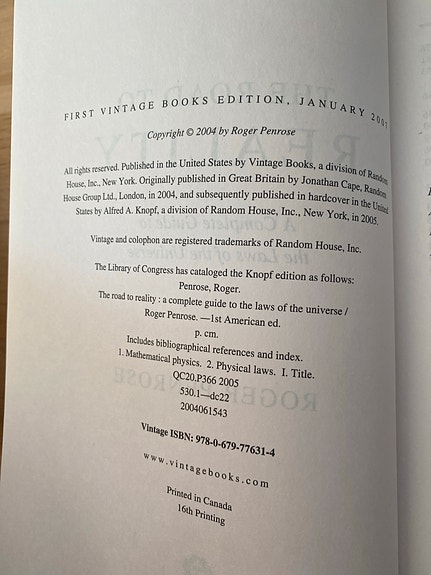 FIRST VINTAGE BOOKS EDITION, JANUARY
Copyright © 2004 by Roger Penrose
All rights reserved. Published in the United States by Vintage Books, a division of Random
House, Inc., New York. Originally published in Great Britain by Jonathan Cape, Random
House Group Ltd., London, in 2004, and subsequently published in hardcover in the United
States by Alfred A. Knopf, a division of Random House, Inc., New York, in 2005.
Vintage and colophon are registered trademarks of Random House, Inc.
The Library of Congress has cataloged the Knopf edition as follows:
Penrose, Roger.
The road to reality : a complete guide to the laws of the universe /
Roger Penrose. —1st American ed.
p. cm.
Includes bibliographical references and index.
1. Mathematical physics. 2. Physical laws. I. Title.
QC20.P366 2005
530.1—dc22
2004061543
Vintage ISBN: 978-0-679-77631-4
www.vintagebooks.com
Printed in Canada
16th Printing